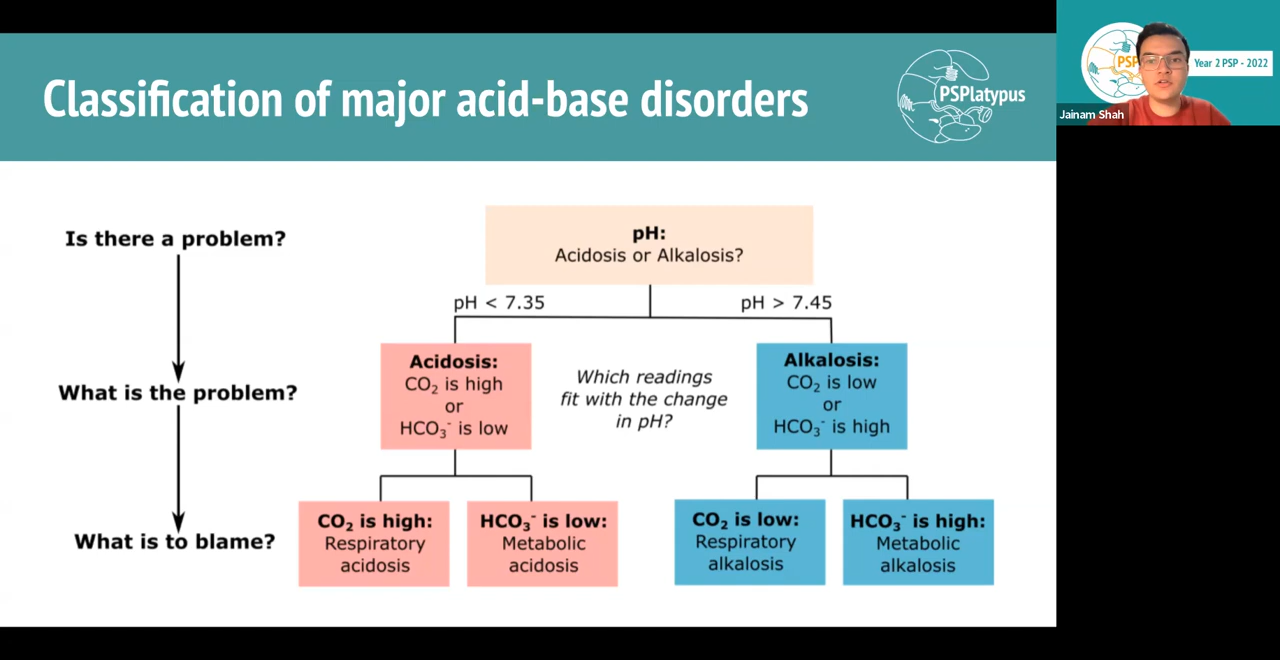 Classification of major acid-base disorders
PSPlatypus
PSP
Year 2 PSP - 2022
Jainam Shah
Is there a problem?
What is the problem?
What is to blame?
pH:
Acidosis or Alkalosis?
pH < 7.35
pH > 7.45
Acidosis:
CO₂ is high
or
HCO₃⁻ is low
Which readings
fit with the change
in pH?
Alkalosis:
CO₂ is low
or
HCO₃⁻ is high
CO₂ is high:
Respiratory
acidosis
HCO₃⁻ is low:
Metabolic
acidosis
CO₂ is low:
Respiratory
alkalosis
HCO₃⁻ is high:
Metabolic
alkalosis